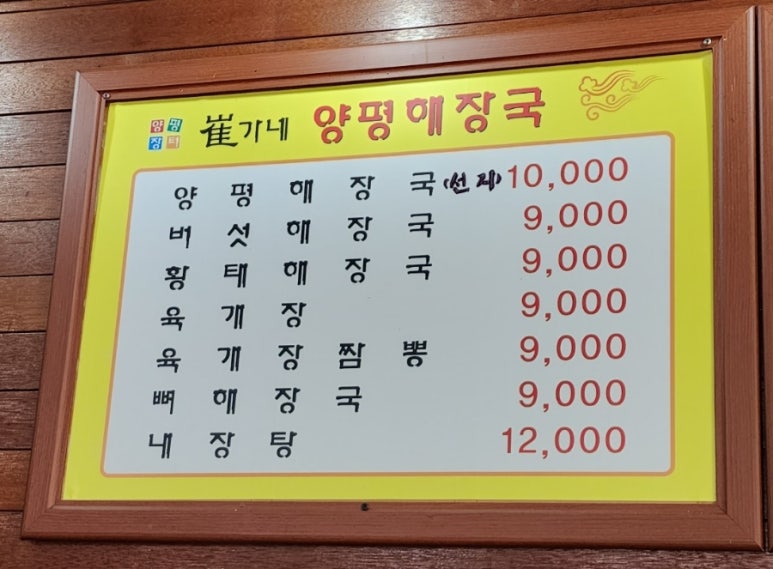 양평장터 崔가네 양평해장국
양평해장국(선지) 10,000
버섯해장국 9,000
황태해장국 9,000
육개장 9,000
육개장짬뽕 9,000
뼈해장국 9,000
내장탕 12,000